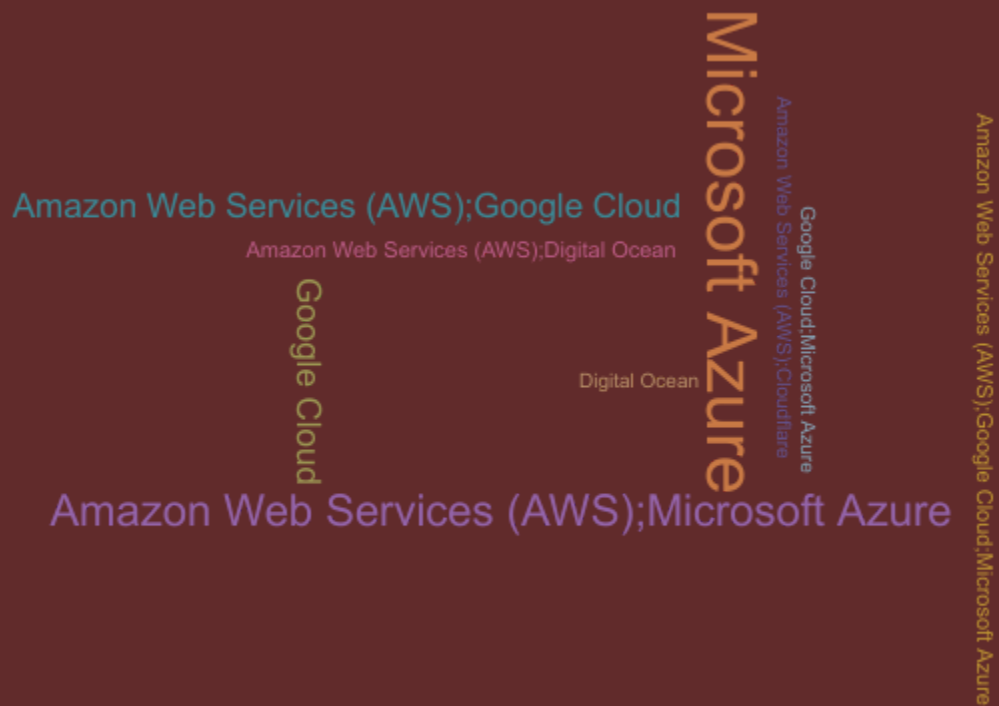 Microsoft Azure
Amazon Web Services (AWS);Cloudflare
Amazon Web Services (AWS);Google Cloud;Microsoft Azure
Amazon Web Services (AWS);Google Cloud
Google Cloud;Microsoft Azure
Amazon Web Services (AWS);Digital Ocean
Google Cloud
Digital Ocean
Amazon Web Services (AWS);Microsoft Azure